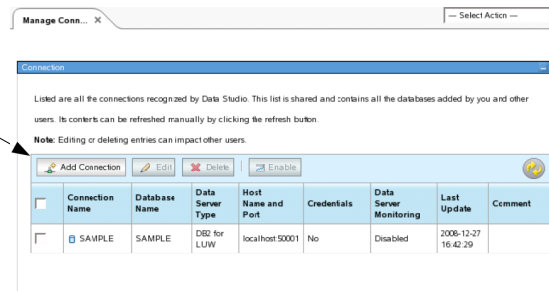 Manage Conn...
— Select Action —
Connection
Listed are all the connections recognized by Data Studio. This list is shared and contains all the databases added by you and other
users. Its contents can be refreshed manually by clicking the refresh button.
Note: Editing or deleting entries can impact other users.
Add Connection Edit Delete Enable
Connection Name Database Name Data Server Type Host Name and Port Credentials Data Server Monitoring Last Update Comment
SAMPLE SAMPLE DB2 for LUW localhost:50001 No Disabled 2008-12-27 16:42:29